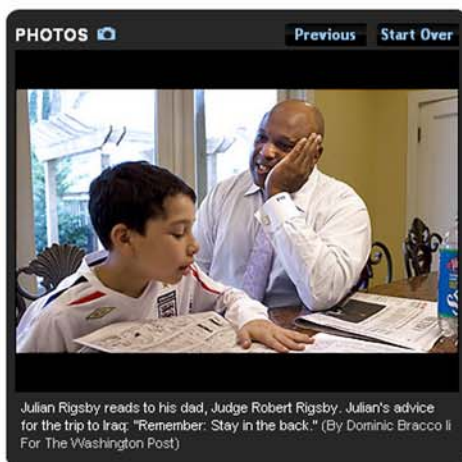 PHOTOS
Previous
Start Over
Julian Rigsby reads to his dad, Judge Robert Rigsby. Julian's advice
for the trip to Iraq: "Remember: Stay in the back." (By Dominic Bracco Ii
For The Washington Post)